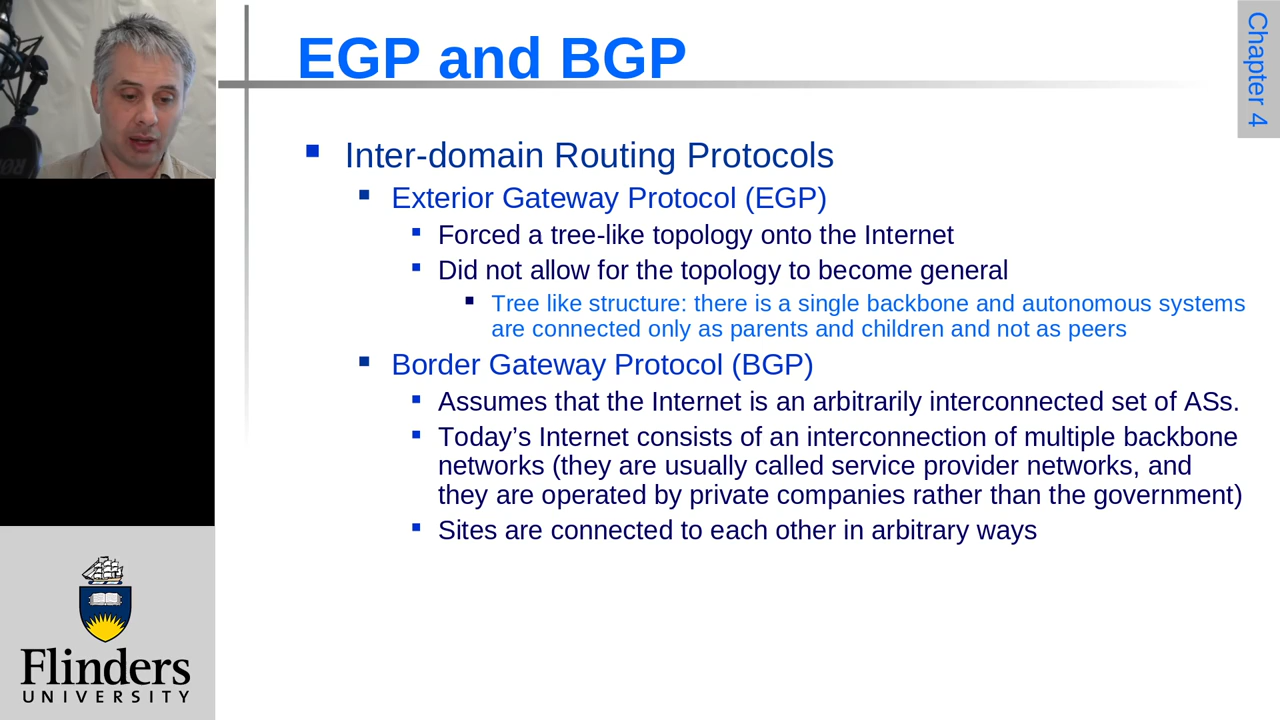 EGP and BGP
Chapter 4
Inter-domain Routing Protocols
Exterior Gateway Protocol (EGP)
Forced a tree-like topology onto the Internet
Did not allow for the topology to become general
Tree like structure: there is a single backbone and autonomous systems
are connected only as parents and children and not as peers
Border Gateway Protocol (BGP)
Assumes that the Internet is an arbitrarily interconnected set of ASs.
Today’s Internet consists of an interconnection of multiple backbone
networks (they are usually called service provider networks, and
they are operated by private companies rather than the government)
Sites are connected to each other in arbitrary ways
Flinders
UNIVERSITY